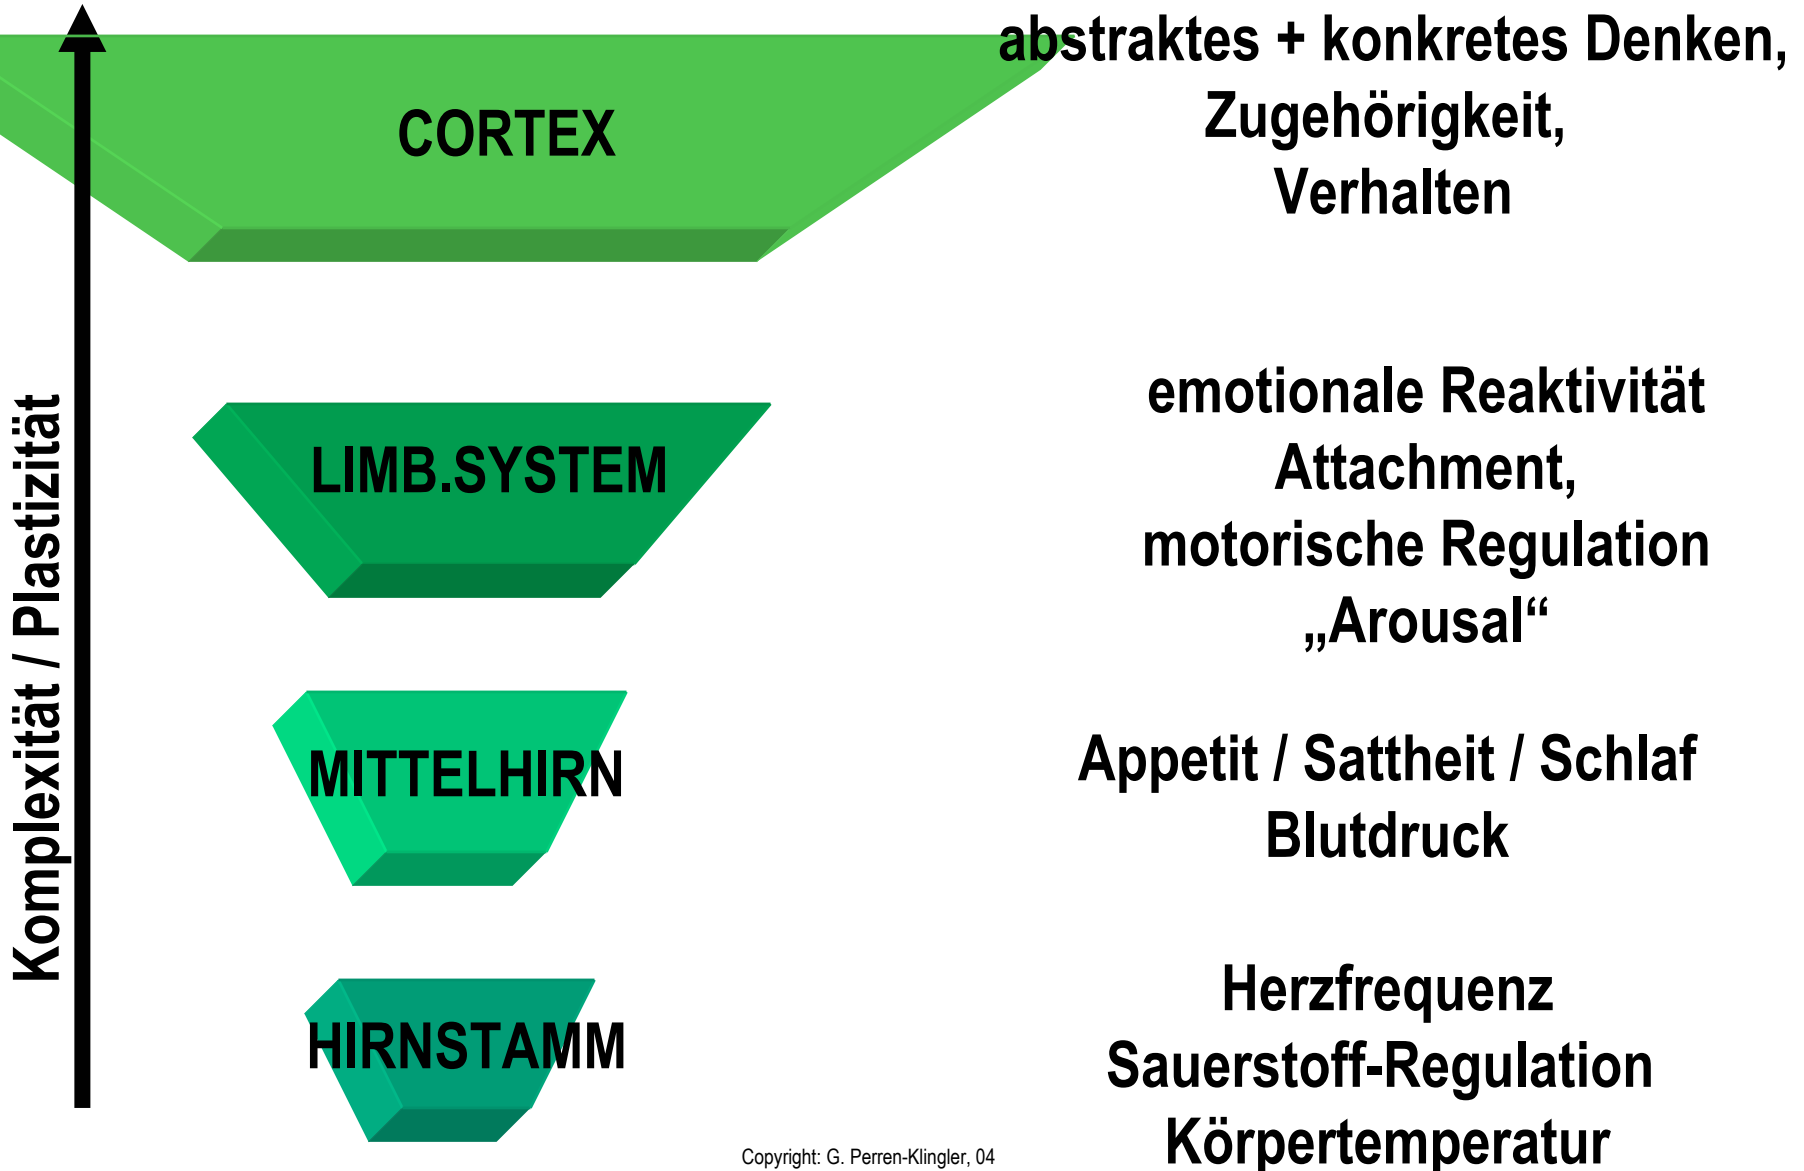 abstraktes + konkretes Denken,
Zugehörigkeit,
Verhalten
CORTEX
emotionale Reaktivität
Attachment,
motorische Regulation
„Arousal“
LIMB.SYSTEM
Komplexität / Plastizität
Appetit / Sattheit / Schlaf
Blutdruck
MITTELHIRN
Herzfrequenz
Sauerstoff-Regulation
Körpertemperatur
HIRNSTAMM
Copyright: G. Perren-Klingler, 04